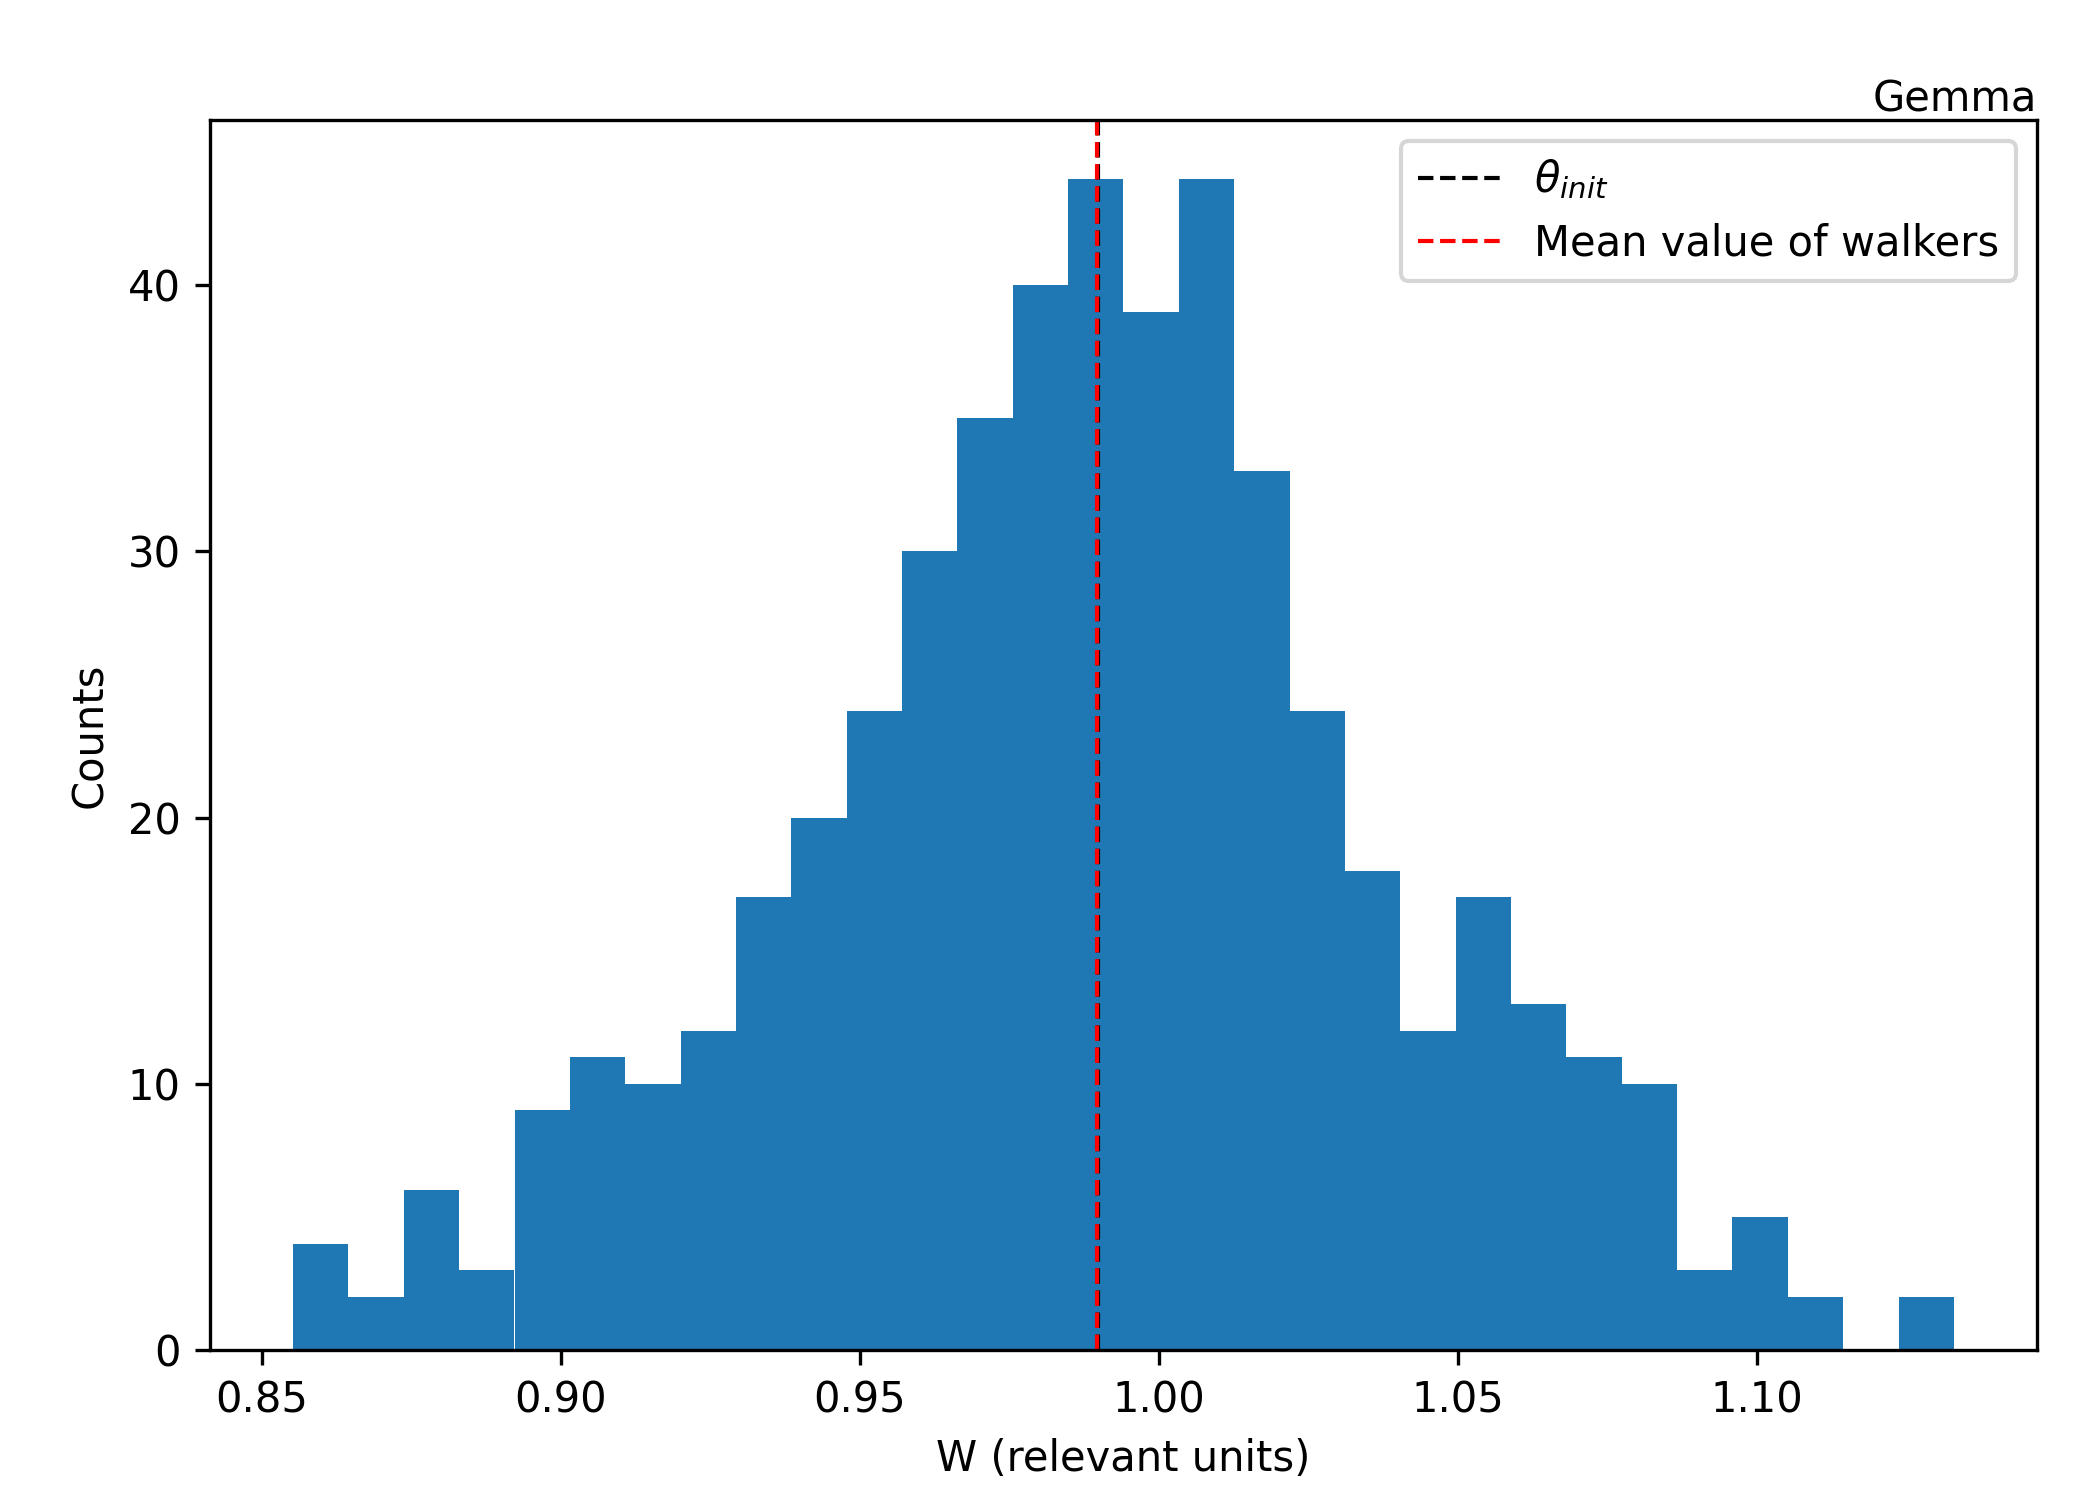 Gemma
θinit
Mean value of walkers
40
30
20
10
0
Counts
0.85 0.90 0.95 1.00 1.05 1.10
W (relevant units)